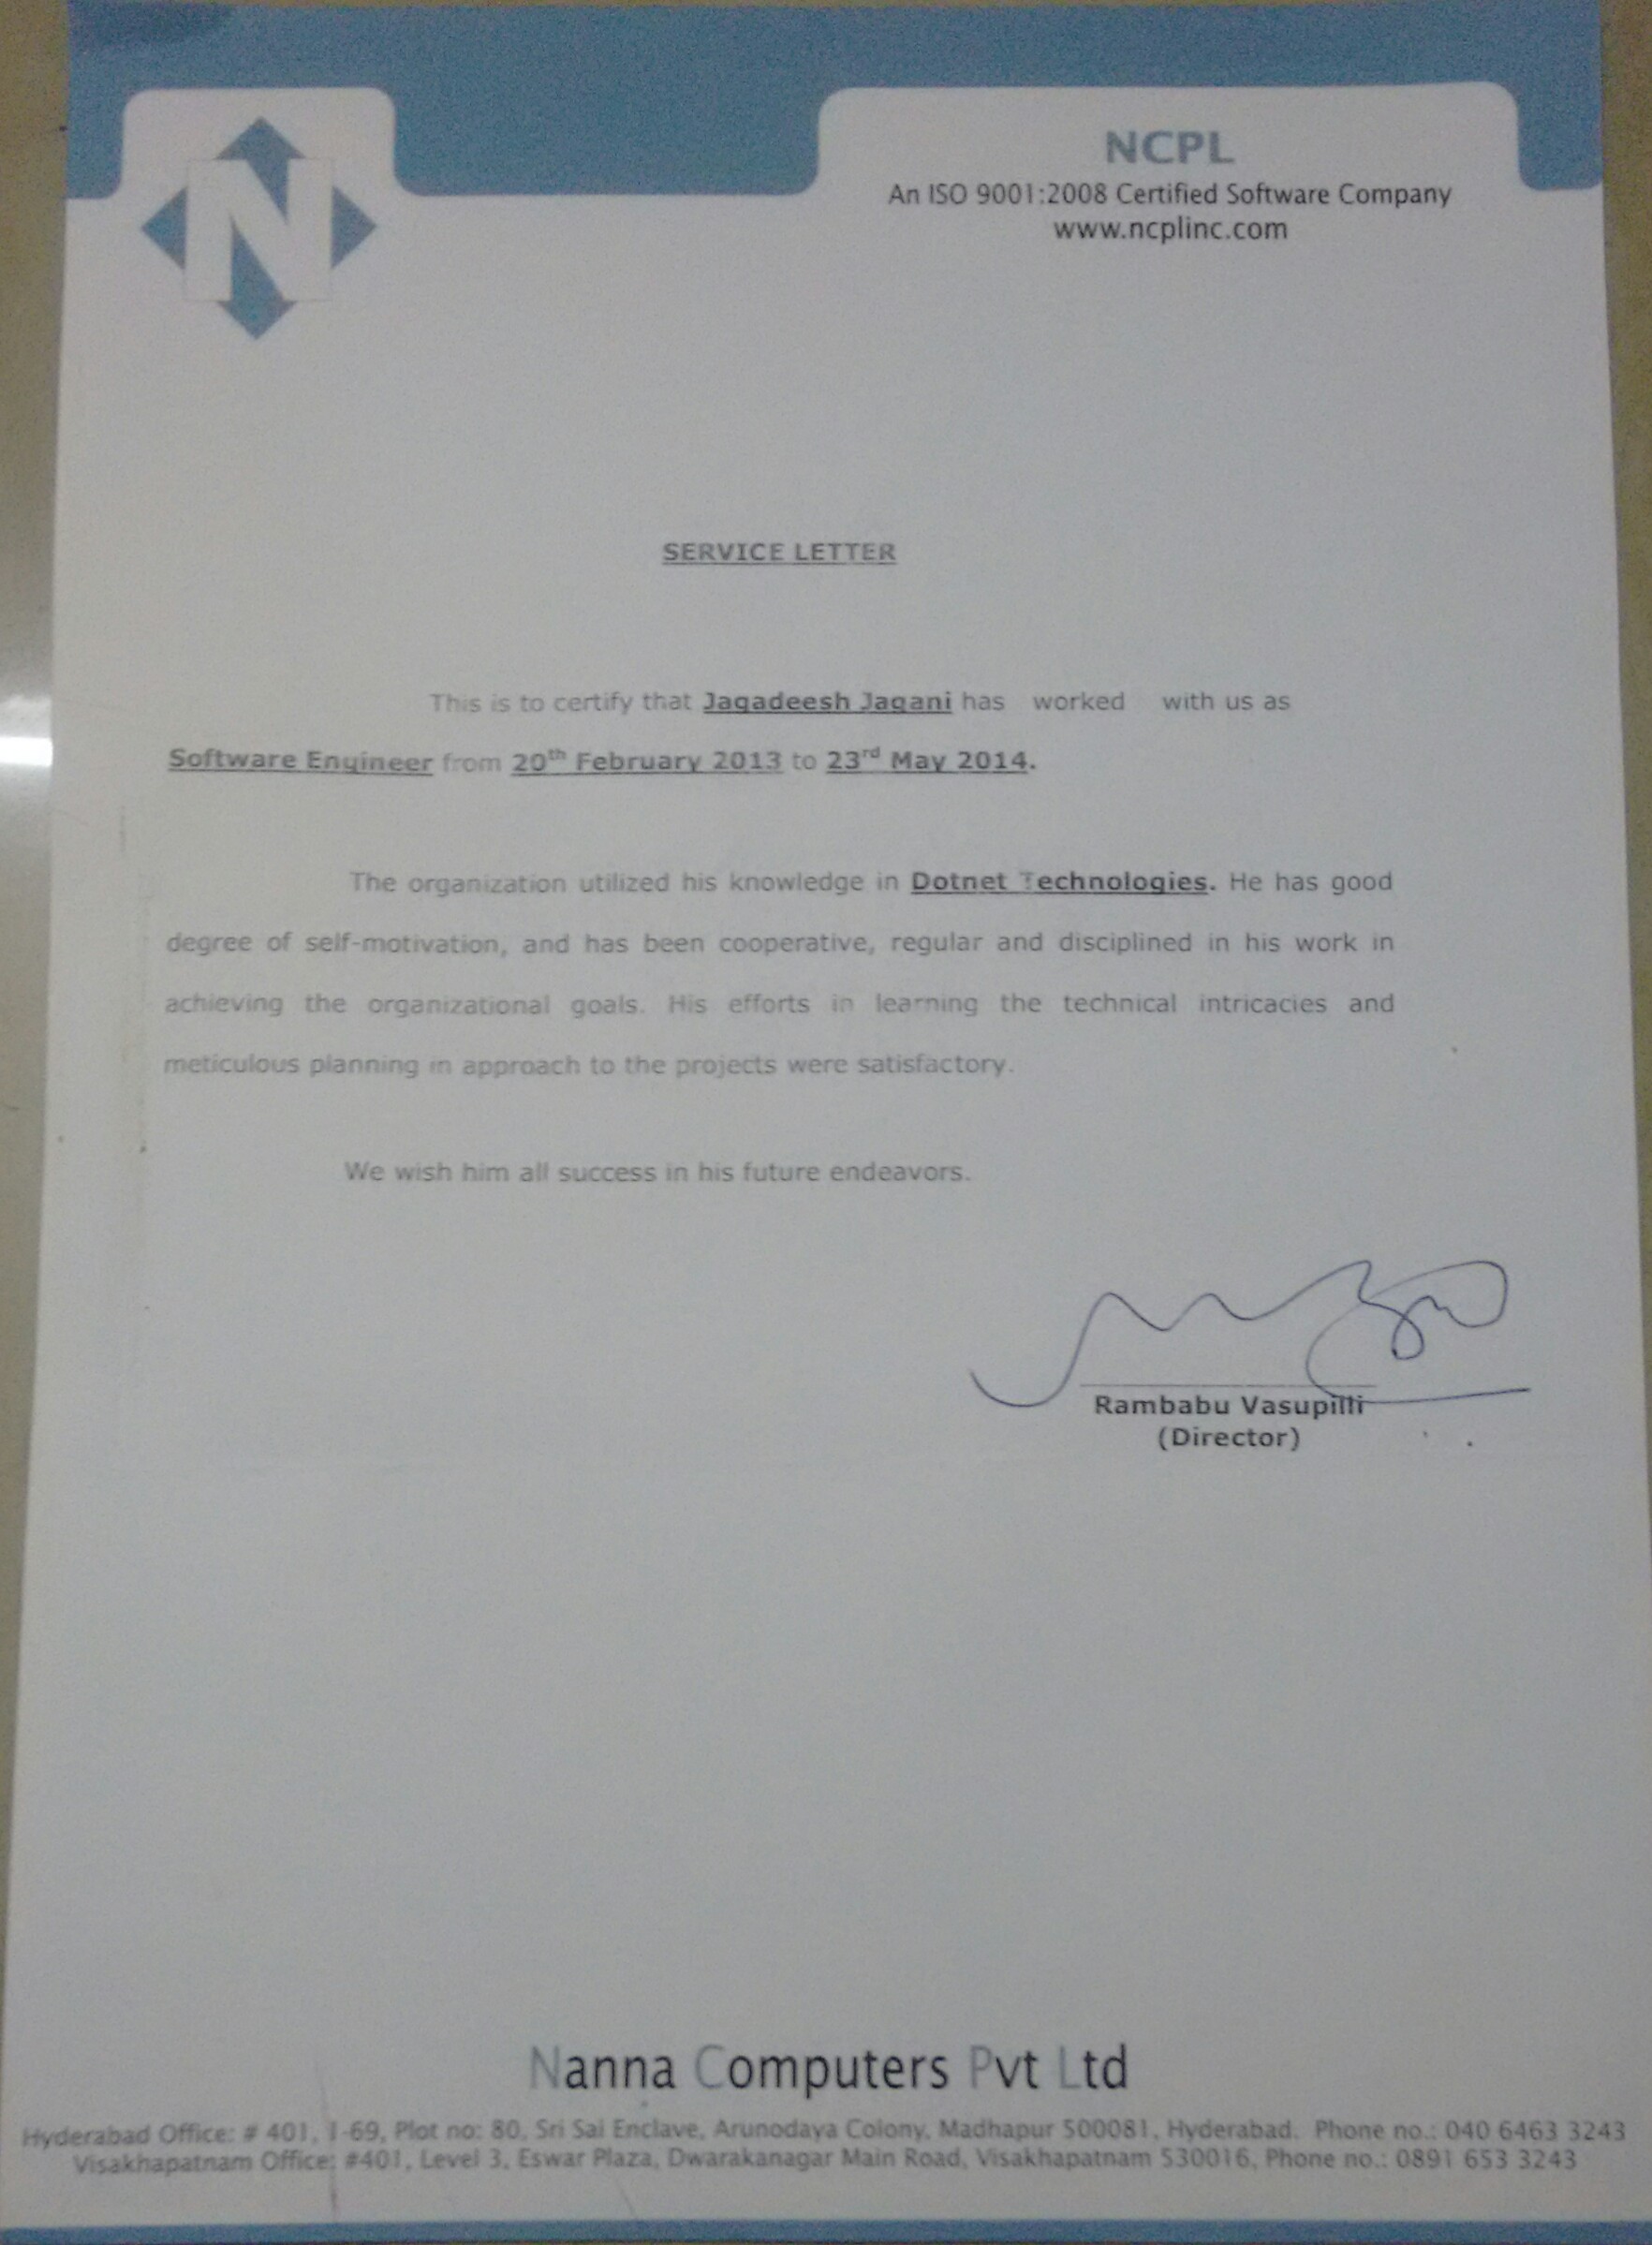 N
NCPL
An ISO 9001:2008 Certified Software Company
www.ncplinc.com
SERVICE LETTER
This is to certify that Jagadeesh Jagani has worked with us as
Software Engineer from 20th February 2013 to 23rd May 2014.
The organization utilized his knowledge in Dotnet Technologies. He has good
degree of self-motivation, and has been cooperative, regular and disciplined in his work in
achieving the organizational goals. His efforts in learning the technical intricacies and
meticulous planning in approach to the projects were satisfactory.
We wish him all success in his future endeavors.
Rambabu Vasupilli
(Director)
Nanna Computers Pvt Ltd
Hyderabad Office: # 401, 1-69, Plot no: 80, Sri Sai Enclave, Arunodaya Colony, Madhapur 500081, Hyderabad. Phone no.: 040 6463 3243
Visakhapatnam Office: #401, Level 3, Eswar Plaza, Dwarakanagar Main Road, Visakhapatnam 530016, Phone no.: 0891 653 3243